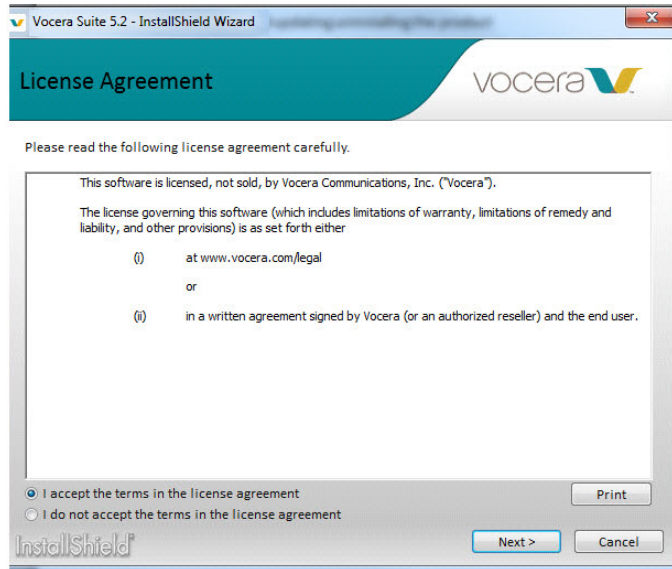 Vocera Suite 5.2 - InstallShield Wizard
License Agreement
vocera
Please read the following license agreement carefully.
This software is licensed, not sold, by Vocera Communications, Inc. ("Vocera").
The license governing this software (which includes limitations of warranty, limitations of remedy and
liability, and other provisions) is as set forth either
(i) at www.vocera.com/legal
or
(ii) in a written agreement signed by Vocera (or an authorized reseller) and the end user.
I accept the terms in the license agreement
Print
I do not accept the terms in the license agreement
InstallShield
Next >
Cancel